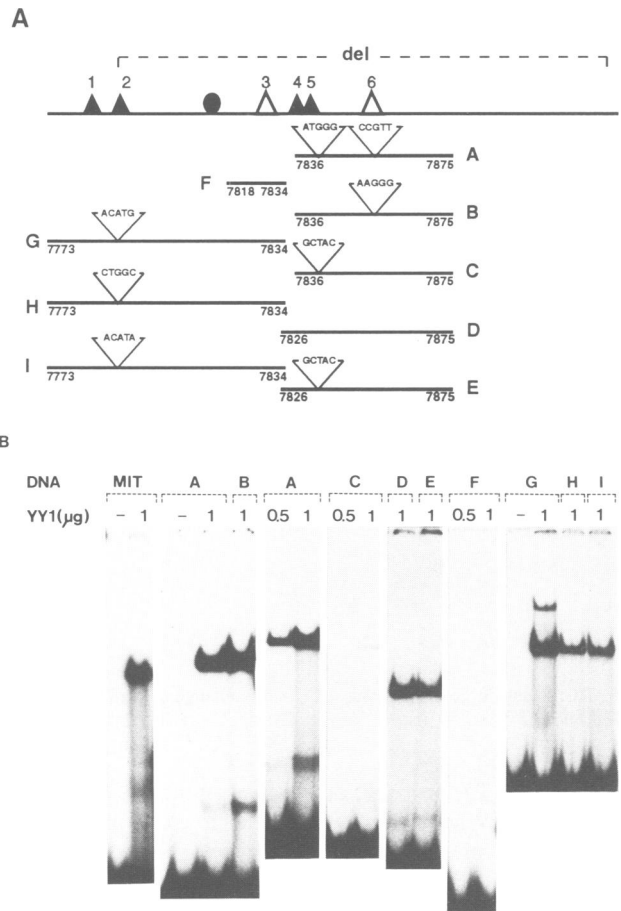 A
del
1 2 3 4 5 6
ATGGG CCGTT
7836 7875 A
F 7818 7834
AAGGG
7836 7875 B
ACATG
G 7773 7834
GCTAC
7836 7875 C
CTGGC
H 7773 7834
7826 7875 D
ACATA
I 7773 7834
GCTAC
7826 7875 E
B
DNA MIT A B A C D E F G H I
YY1(µg) – 1 – 1 1 0.5 1 0.5 1 1 1 0.5 1 – 1 1 1